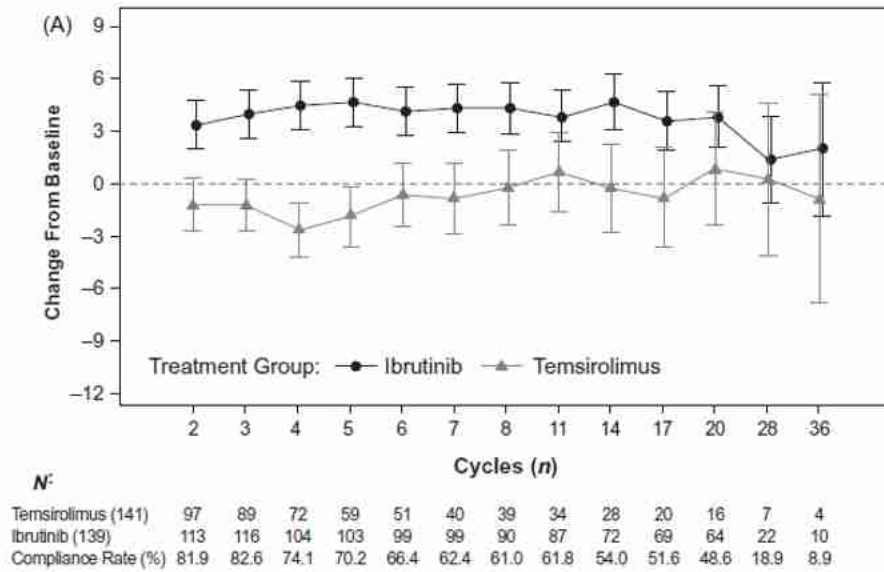 (A)
9
6
3
0
–3
–6
–9
–12
Change From Baseline
Treatment Group: Ibrutinib Temsirolimus
2 3 4 5 6 7 8 11 14 17 20 28 36
Cycles (n)
N:
Temsirolimus (141) 97 89 72 59 51 40 39 34 28 20 16 7 4
Ibrutinib (139) 113 116 104 103 99 99 90 87 72 69 64 22 10
Compliance Rate (%) 81.9 82.6 74.1 70.2 66.4 62.4 61.0 61.8 54.0 51.6 48.6 18.9 8.9